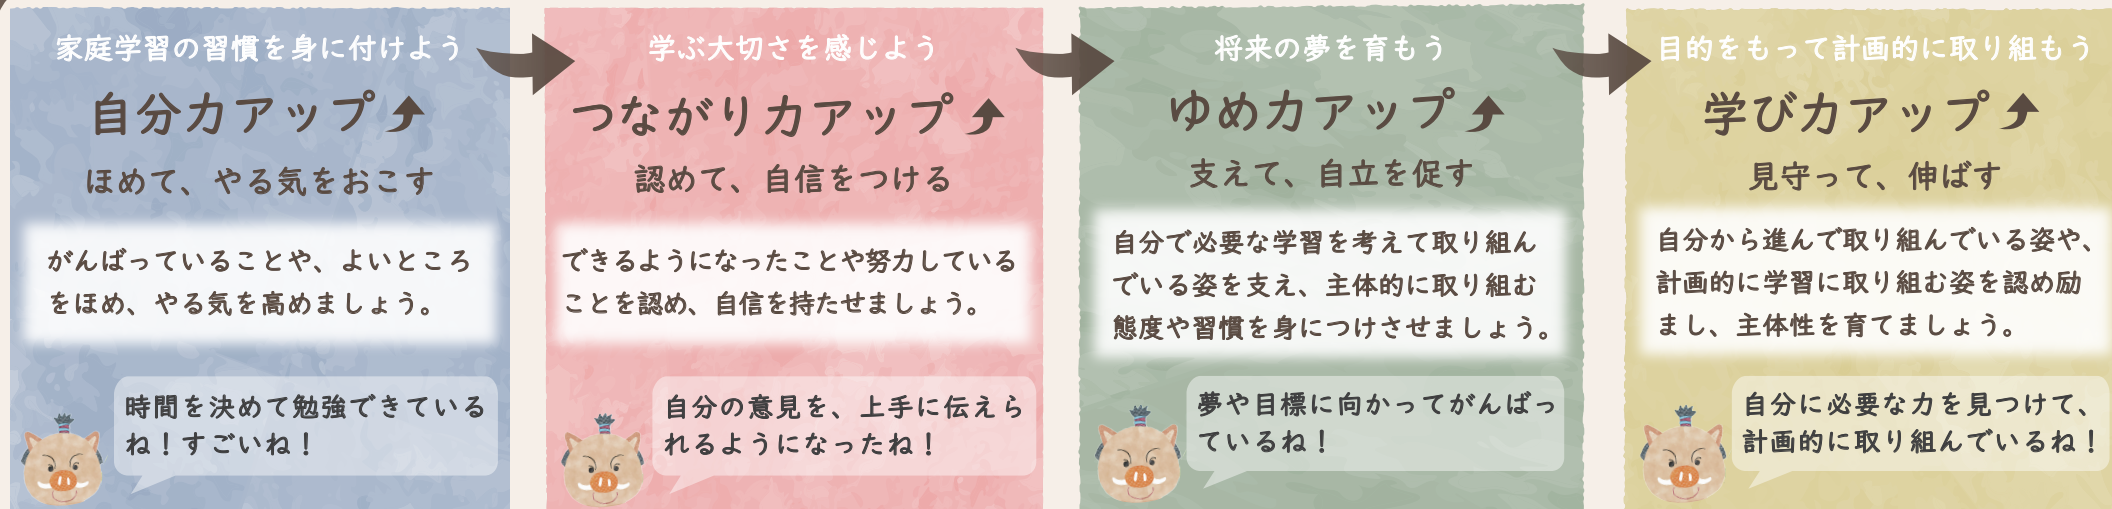 家庭学習の習慣を身に付けよう
自分力アップ
ほめて、やる気をおこす
がんばっていることや、よいところ
をほめ、やる気を高めましょう。
時間を決めて勉強できている
ね！すごいね！
学ぶ大切さを感じよう
つながり力アップ
認めて、自信をつける
できるようになったことや努力している
ことを認め、自信を持たせましょう。
自分の意見を、上手に伝えら
れるようになったね！
将来の夢を育もう
ゆめ力アップ
支えて、自立を促す
自分で必要な学習を考えて取り組ん
でいる姿を支え、主体的に取り組む
態度や習慣を身につけさせましょう。
夢や目標に向かってがんばっ
ているね！
目的をもって計画的に取り組もう
学び力アップ
見守って、伸ばす
自分から進んで取り組んでいる姿や、
計画的に学習に取り組む姿を認め励
まし、主体性を育てましょう。
自分に必要な力を見つけて、
計画的に取り組んでいるね！